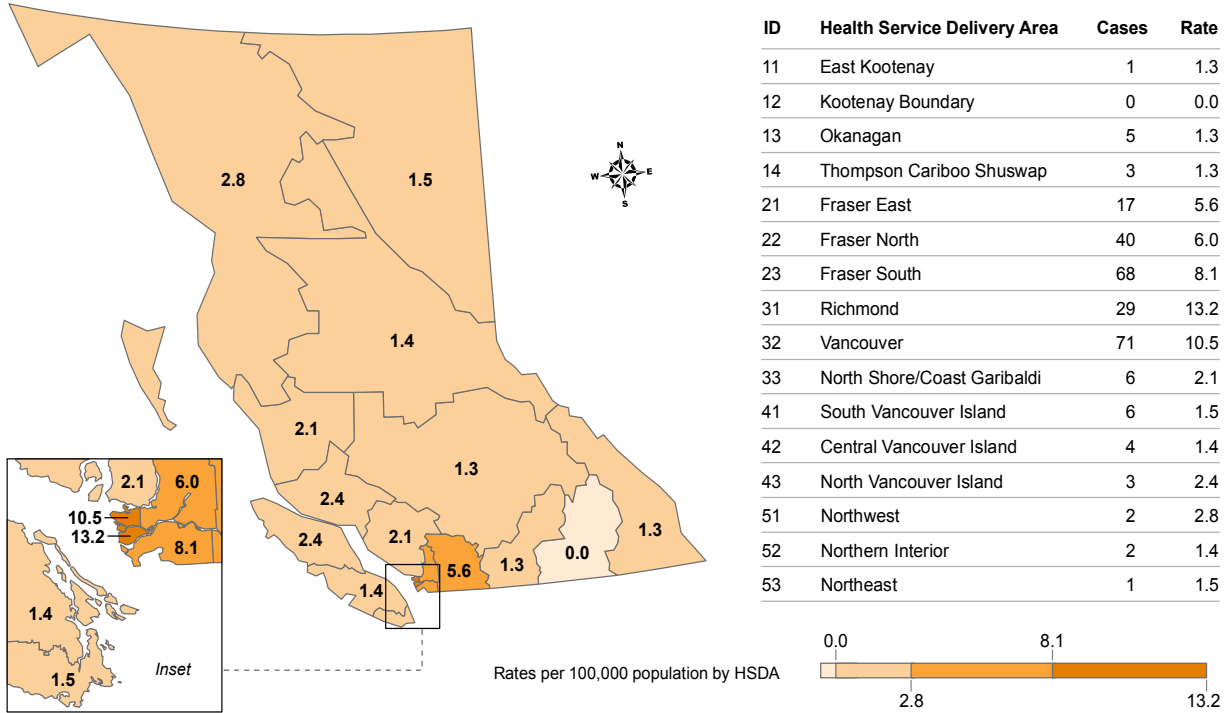 2.8
1.5
1.4
2.1
1.3
2.4
2.4
2.1
5.6
1.3
0.0
1.3
1.4
N
W E
S
2.1 6.0
10.5
13.2
8.1
1.4
1.5
Inset
ID Health Service Delivery Area Cases Rate
11 East Kootenay 1 1.3
12 Kootenay Boundary 0 0.0
13 Okanagan 5 1.3
14 Thompson Cariboo Shuswap 3 1.3
21 Fraser East 17 5.6
22 Fraser North 40 6.0
23 Fraser South 68 8.1
31 Richmond 29 13.2
32 Vancouver 71 10.5
33 North Shore/Coast Garibaldi 6 2.1
41 South Vancouver Island 6 1.5
42 Central Vancouver Island 4 1.4
43 North Vancouver Island 3 2.4
51 Northwest 2 2.8
52 Northern Interior 2 1.4
53 Northeast 1 1.5
Rates per 100,000 population by HSDA
0.0 8.1
2.8 13.2